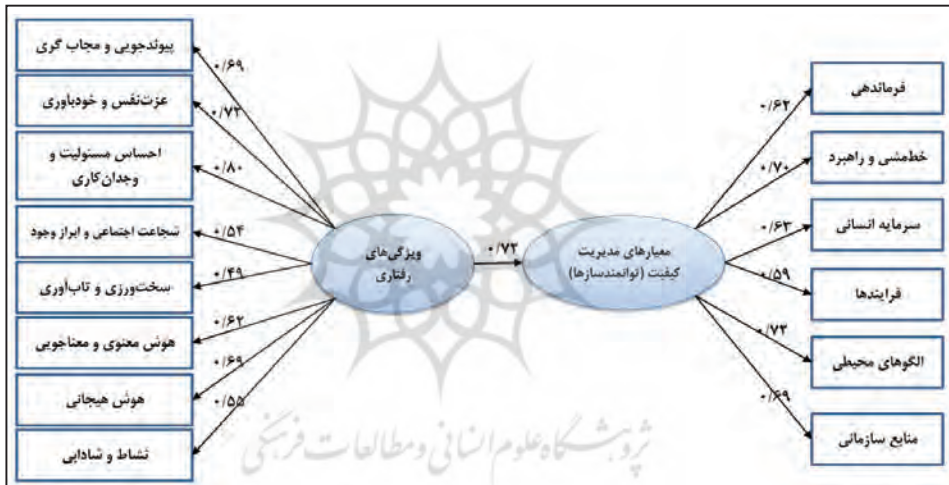 پیوندجویی و مجاب گری
۰/۶۹
عزت‌نفس و خودباوری
۰/۷۲
احساس مسئولیت و
وجدان‌کاری
۰/۸۰
شجاعت اجتماعی و ابراز وجود
۰/۵۴
سخت‌ورزی و تاب‌آوری
۰/۴۹
هوش معنوی و معناجویی
۰/۶۲
هوش هیجانی
۰/۶۹
نشاط و شادابی
۰/۵۵
ویژگی‌های
رفتاری
۰/۷۲
معیارهای مدیریت
کیفیت (توانمندسازها)
فرماندهی
۰/۶۲
خط‌مشی و راهبرد
۰/۷۰
سرمایه انسانی
۰/۶۳
فرایندها
۰/۵۹
الگوهای محیطی
۰/۷۲
منابع سازمانی
۰/۶۹
پژوهشگاه علوم انسانی و مطالعات فرهنگی